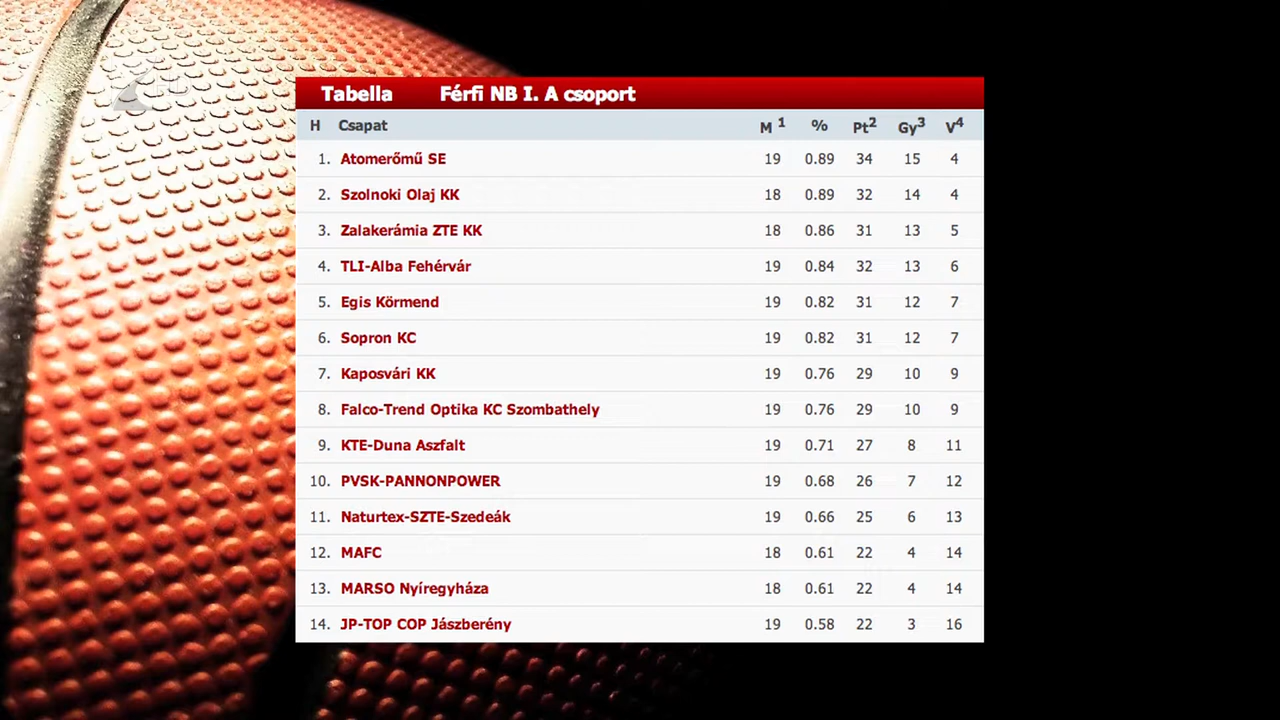 Tabella Férfi NB I. A csoport
H Csapat M 1 % Pt2 Gy3 V4
1. Atomerőmű SE 19 0.89 34 15 4
2. Szolnoki Olaj KK 18 0.89 32 14 4
3. Zalakerámia ZTE KK 18 0.86 31 13 5
4. TLI-Alba Fehérvár 19 0.84 32 13 6
5. Egis Körmend 19 0.82 31 12 7
6. Sopron KC 19 0.82 31 12 7
7. Kaposvári KK 19 0.76 29 10 9
8. Falco-Trend Optika KC Szombathely 19 0.76 29 10 9
9. KTE-Duna Aszfalt 19 0.71 27 8 11
10. PVSK-PANNONPOWER 19 0.68 26 7 12
11. Naturtex-SZTE-Szedeák 19 0.66 25 6 13
12. MAFC 18 0.61 22 4 14
13. MARSO Nyíregyháza 18 0.61 22 4 14
14. JP-TOP COP Jászberény 19 0.58 22 3 16